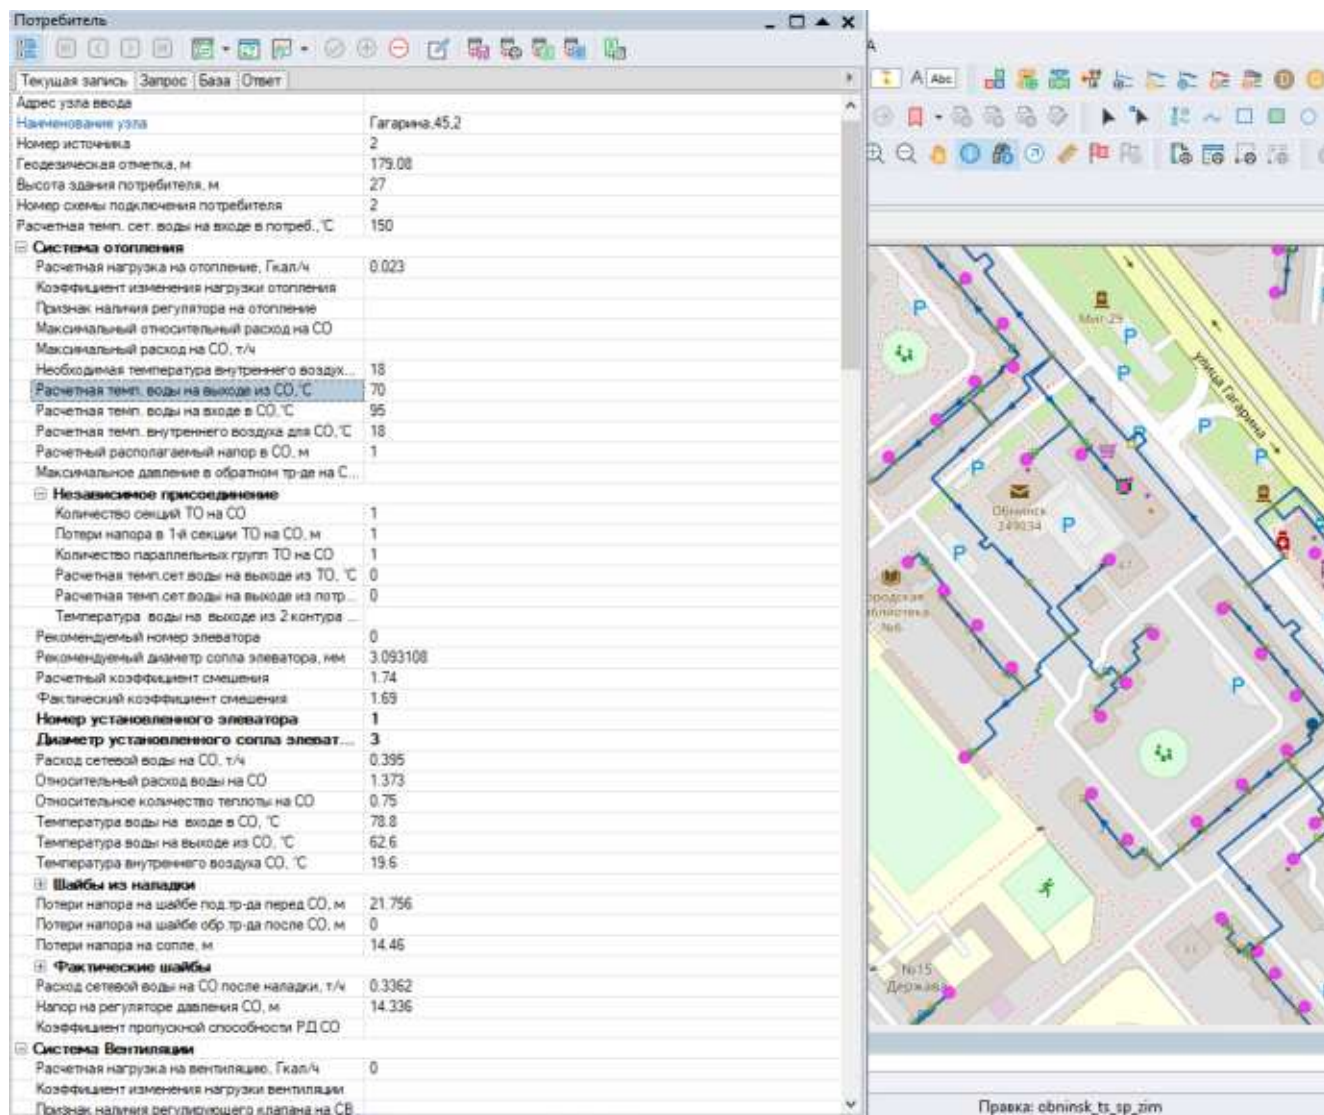 Потребитель
Текущая запись Запрос База Ответ
Адрес узла ввода
Наименование узла Гагарина,45,2
Номер источника 2
Геодезическая отметка, м 179.08
Высота здания потребителя, м 27
Номер схемы подключения потребителя 2
Расчетная темп. сет. воды на входе в потреб.,°С 150
Система отопления
Расчетная нагрузка на отопление, Гкал/ч 0.023
Коэффициент изменения нагрузки отопления
Признак наличия регулятора на отопление
Максимальный относительный расход на СО
Максимальный расход на СО, т/ч
Необходимая температура внутреннего воздух... 18
Расчетная темп. воды на выходе из СО,°С 70
Расчетная темп. воды на входе в СО,°С 95
Расчетная темп. внутреннего воздуха для СО,°С 18
Расчетный располагаемый напор в СО, м 1
Максимальное давление в обратном тр-де на С...
Независимое присоединение
Количество секций ТО на СО 1
Потери напора в 1-й секции ТО на СО, м 1
Количество параллельных групп ТО на СО 1
Расчетная темп.сет.воды на выходе из ТО, °С 0
Расчетная темп.сет.воды на выходе из потр... 0
Температура воды на выходе из 2 контура ...
Рекомендуемый номер элеватора 0
Рекомендуемый диаметр сопла элеватора, мм 3.093108
Расчетный коэффициент смешения 1.74
Фактический коэффициент смешения 1.69
Номер установленного элеватора 1
Диаметр установленного сопла элеват... 3
Расход сетевой воды на СО, т/ч 0.395
Относительный расход воды на СО 1.373
Относительное количество теплоты на СО 0.75
Температура воды на входе в СО, °С 78.8
Температура воды на выходе из СО, °С 62.6
Температура внутреннего воздуха СО, °С 19.6
Шайбы из наладки
Потери напора на шайбе под.тр-да перед СО, м 21.756
Потери напора на шайбе обр.тр-да после СО, м 0
Потери напора на сопле, м 14.46
Фактические шайбы
Расход сетевой воды на СО после наладки, т/ч 0.3362
Напор на регуляторе давления СО, м 14.336
Коэффициент пропускной способности РД СО
Система Вентиляции
Расчетная нагрузка на вентиляцию, Гкал/ч 0
Коэффициент изменения нагрузки вентиляции
Признак наличия регулирующего клапана на СВ
A Abc
Миг-29
P
P
P
улица Гагарина
P
P
P
Обнинск
249034
P
P
47
библиотека
№6
P
№15
Держава
Правка: obninsk_ts_sp_zim